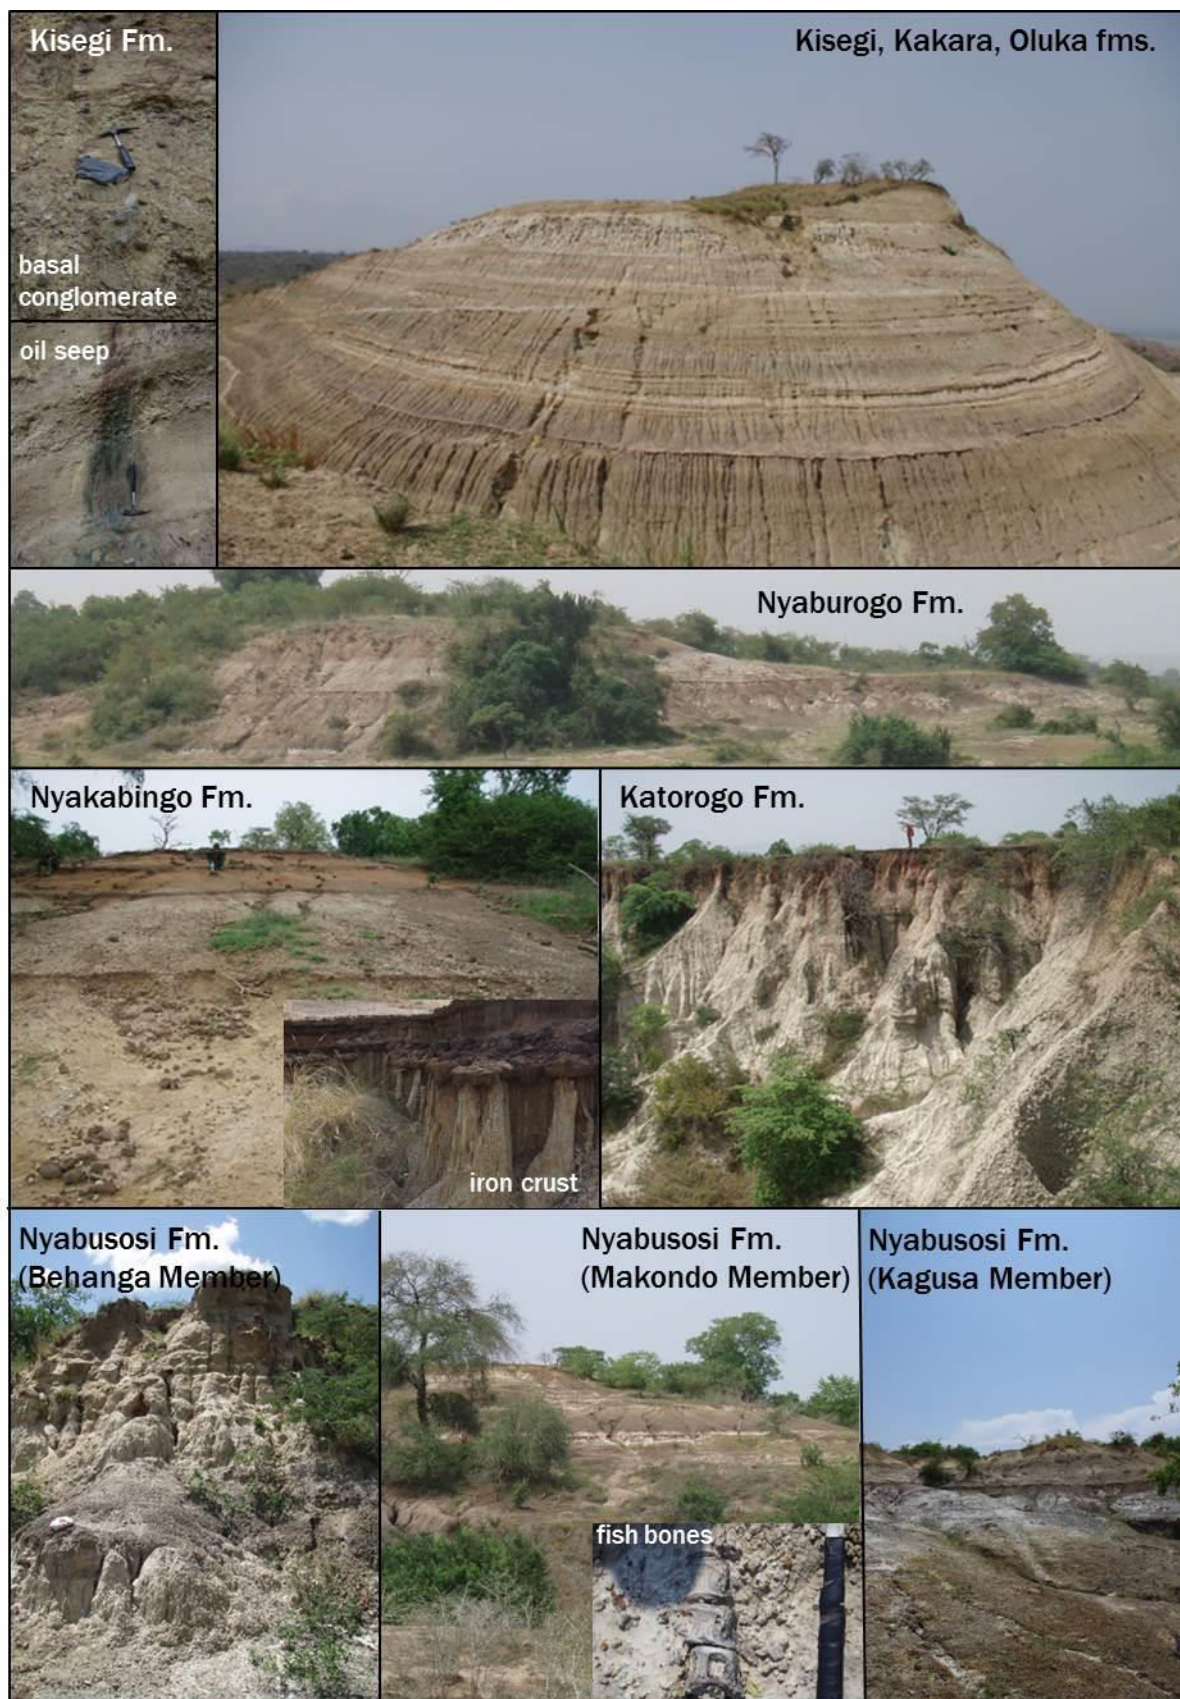 Kisegi Fm.
basal
conglomerate
oil seep
Kisegi, Kakara, Oluka fms.
Nyaburogo Fm.
Nyakabingo Fm.
iron crust
Katorogo Fm.
Nyabusosi Fm.
(Behanga Member)
Nyabusosi Fm.
(Makondo Member)
fish bones
Nyabusosi Fm.
(Kagusa Member)